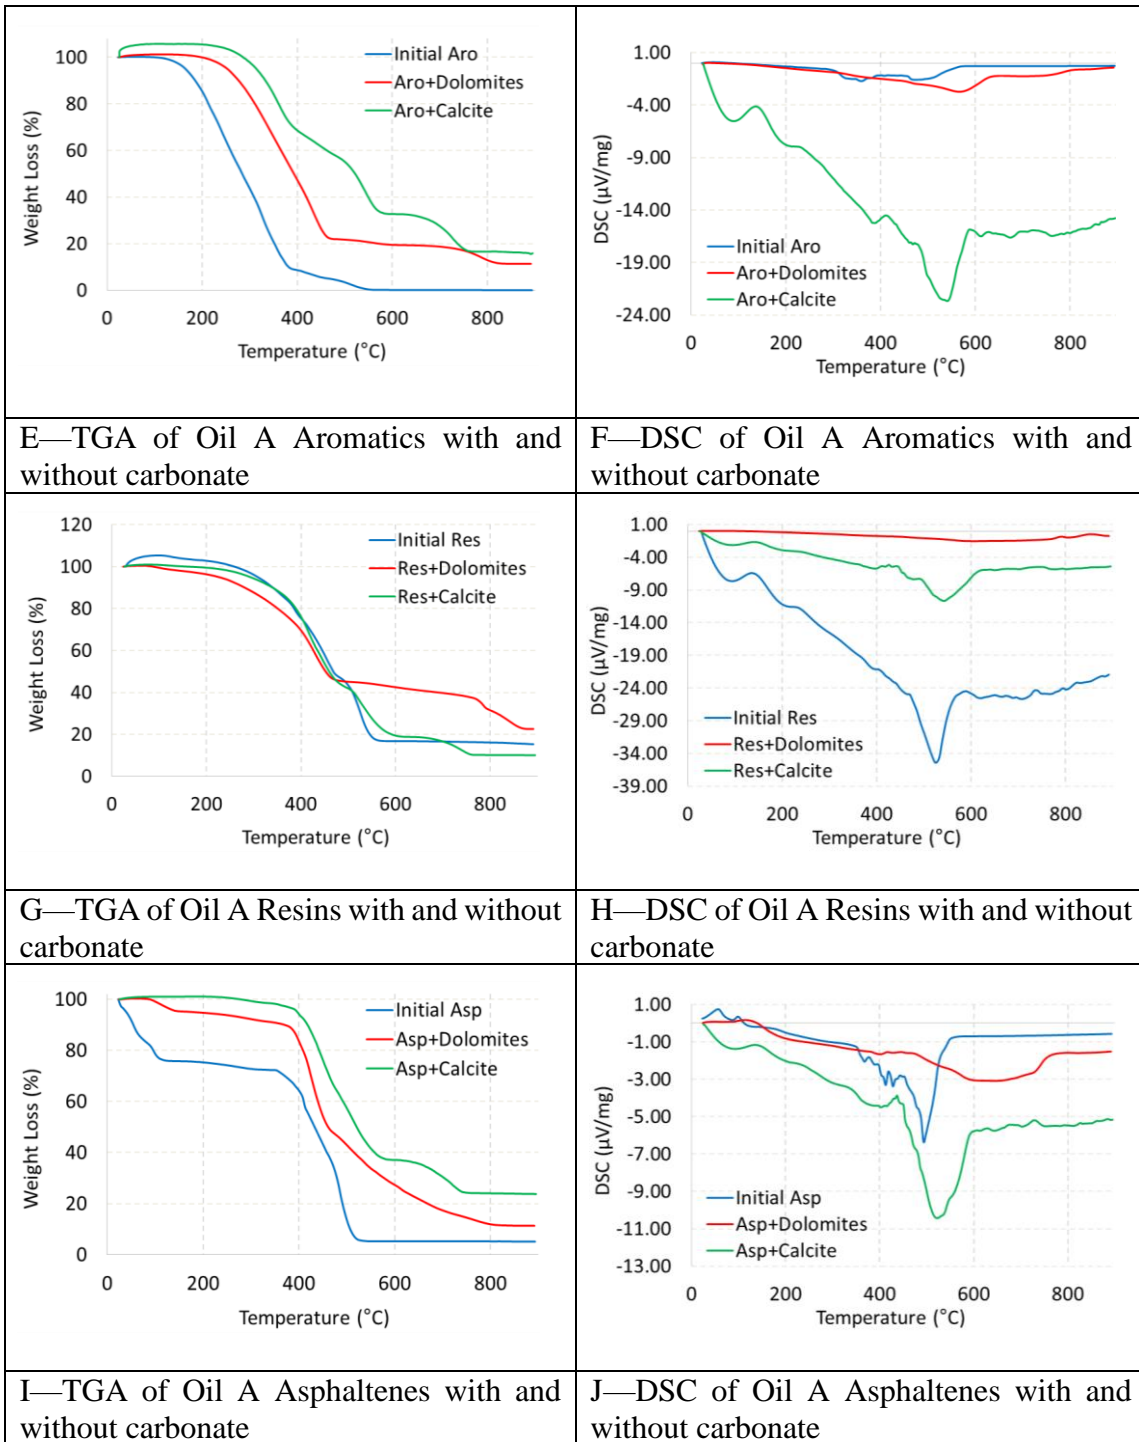 100
80
60
40
20
0
Weight Loss (%)
Initial Aro
Aro+Dolomites
Aro+Calcite
0 200 400 600 800
Temperature (°C)
1.00
-4.00
-9.00
-14.00
-19.00
-24.00
DSC (µV/mg)
Initial Aro
Aro+Dolomites
Aro+Calcite
0 200 400 600 800
Temperature (°C)
E—TGA of Oil A Aromatics with and
without carbonate
F—DSC of Oil A Aromatics with and
without carbonate
120
100
80
60
40
20
0
Weight Loss (%)
Initial Res
Res+Dolomites
Res+Calcite
0 200 400 600 800
Temperature (°C)
1.00
-4.00
-9.00
-14.00
-19.00
-24.00
-29.00
-34.00
-39.00
DSC (µV/mg)
Initial Res
Res+Dolomites
Res+Calcite
0 200 400 600 800
Temperature (°C)
G—TGA of Oil A Resins with and without
carbonate
H—DSC of Oil A Resins with and without
carbonate
100
80
60
40
20
0
Weight Loss (%)
Initial Asp
Asp+Dolomites
Asp+Calcite
0 200 400 600 800
Temperature (°C)
1.00
-1.00
-3.00
-5.00
-7.00
-9.00
-11.00
-13.00
DSC (µV/mg)
Initial Asp
Asp+Dolomites
Asp+Calcite
0 200 400 600 800
Temperature (°C)
I—TGA of Oil A Asphaltenes with and
without carbonate
J—DSC of Oil A Asphaltenes with and
without carbonate